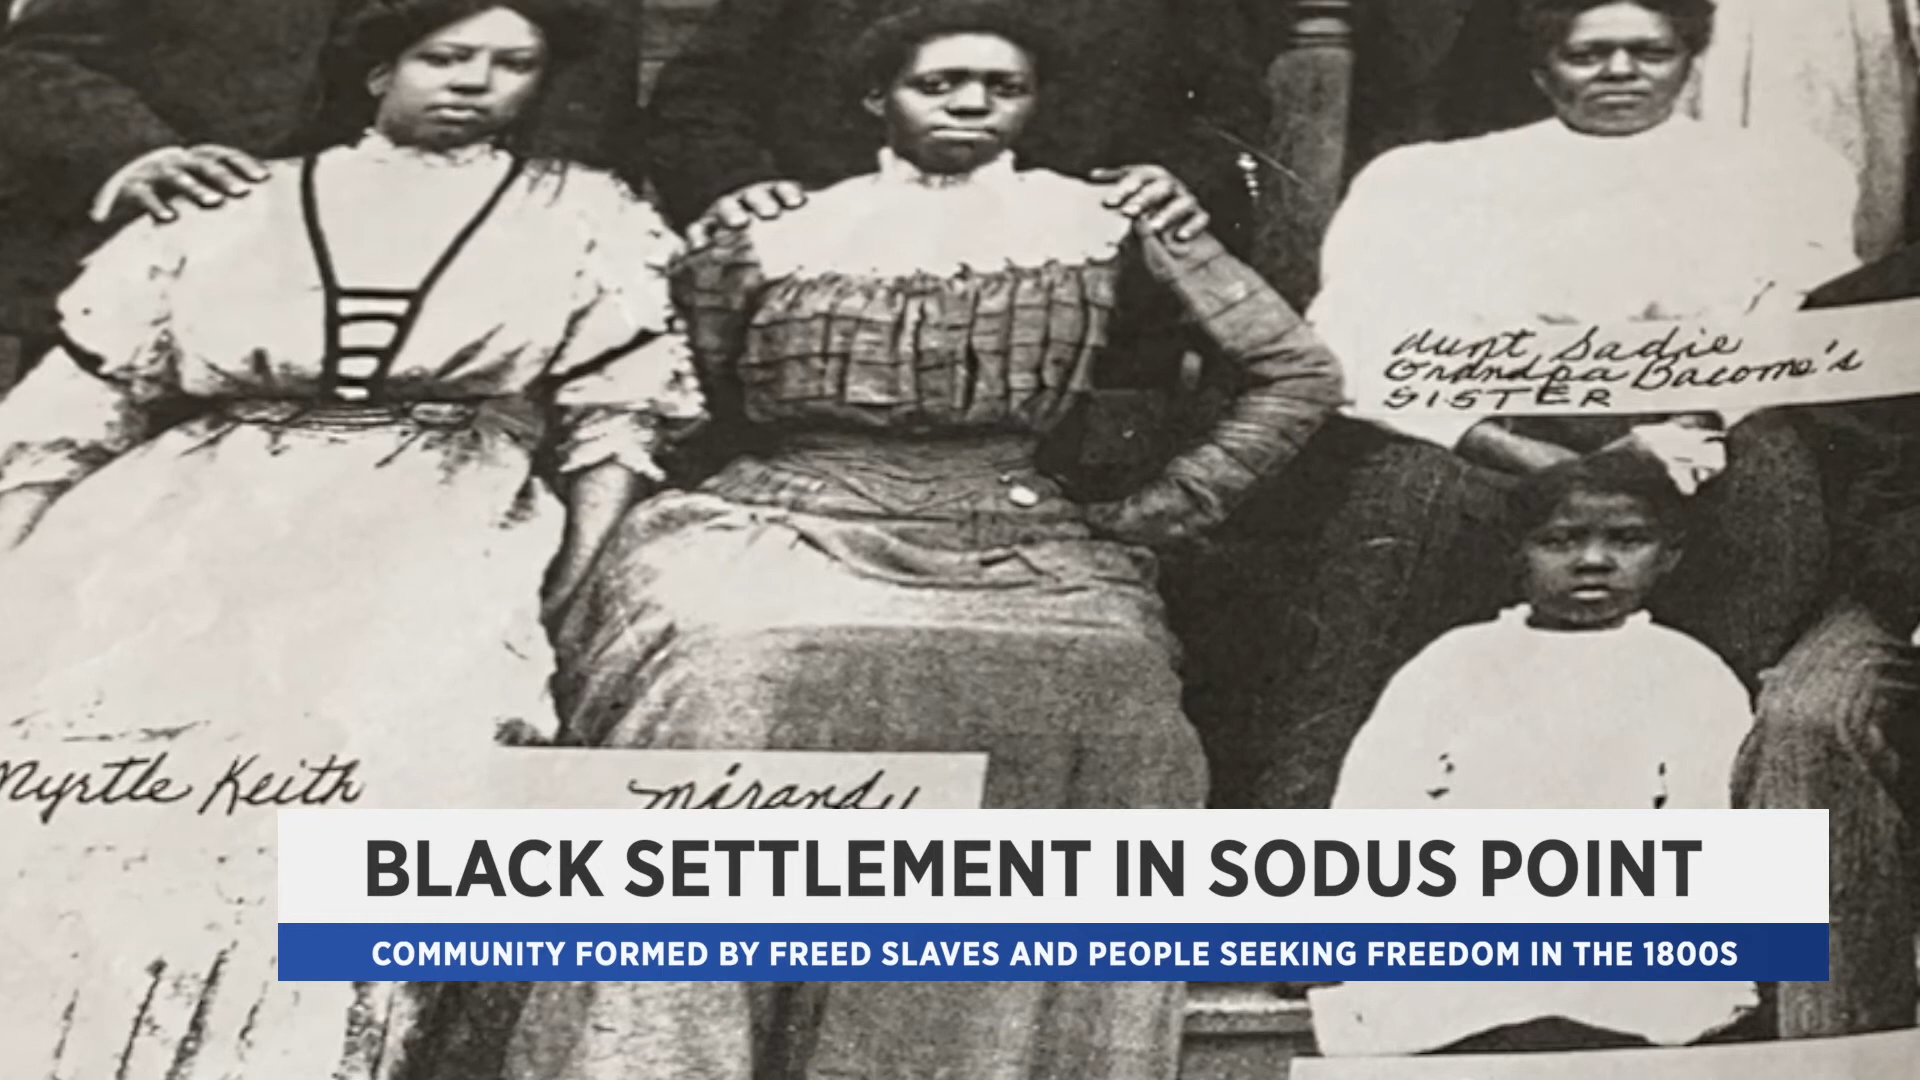 Aunt Sadie
Grandpa Bacome's
SISTER
Myrtle Keith
Mirandy
BLACK SETTLEMENT IN SODUS POINT
COMMUNITY FORMED BY FREED SLAVES AND PEOPLE SEEKING FREEDOM IN THE 1800S